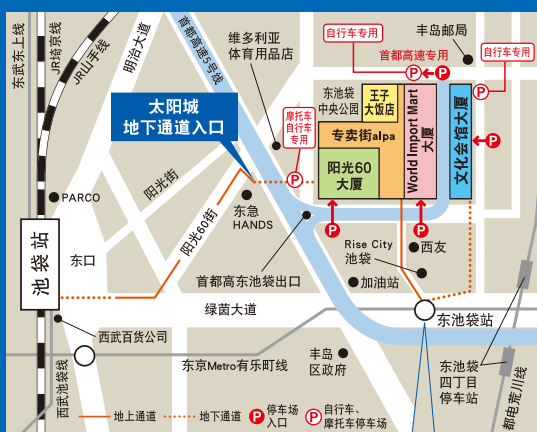 东武东上线
JR埼京线
JR山手线
明治大道
首都高速5号线
维多利亚
体育用品店
自行车专用
丰岛邮局
首都高速专用
自行车专用
太阳城
地下通道入口
摩托车
自行车
专用
东池袋
中央公园
王子
大饭店
专卖街alpa
World Import Mart
大厦
文化会馆大厦
阳光60
大厦
PARCO
阳光街
阳光60街
东急
HANDS
池袋站
东口
首都高东池袋出口
Rise City
池袋
西友
加油站
绿茵大道
东池袋站
西武百货公司
东京Metro有乐町线
丰岛
区政府
东池袋
四丁目
停车站
都电荒川线
西武池袋线
地上通道
地下通道
P 停车场
入口
P 自行车、
摩托车停车场
P
P
P
P
P
P
P